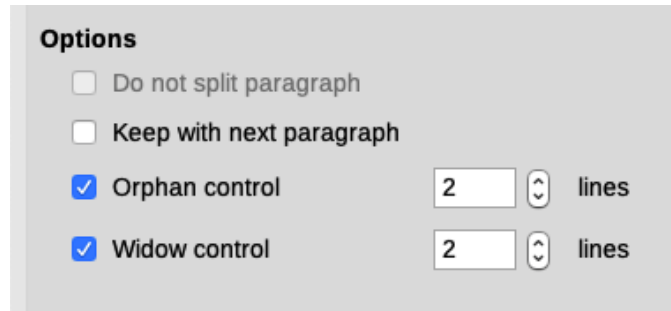 Options
Do not split paragraph
Keep with next paragraph
Orphan control 2 lines
Widow control 2 lines